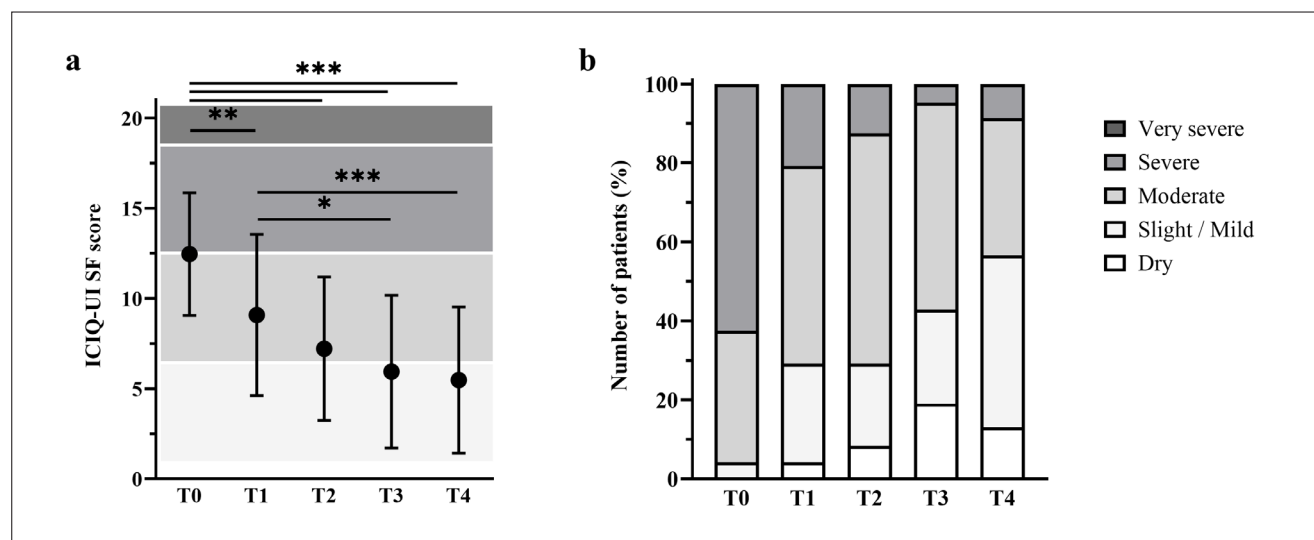 a
***
**
***
*
ICIQ-UI SF score
20
15
10
5
0
T0 T1 T2 T3 T4
b
Number of patients (%)
100
80
60
40
20
0
T0 T1 T2 T3 T4
Very severe
Severe
Moderate
Slight / Mild
Dry